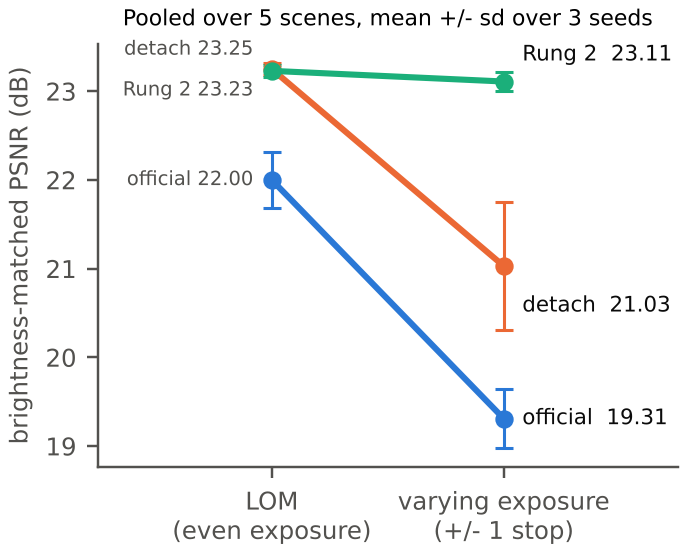 Pooled over 5 scenes, mean +/- sd over 3 seeds
detach 23.25
Rung 2 23.23
official 22.00
Rung 2 23.11
detach 21.03
official 19.31
brightness-matched PSNR (dB)
23
22
21
20
19
LOM
(even exposure)
varying exposure
(+/- 1 stop)